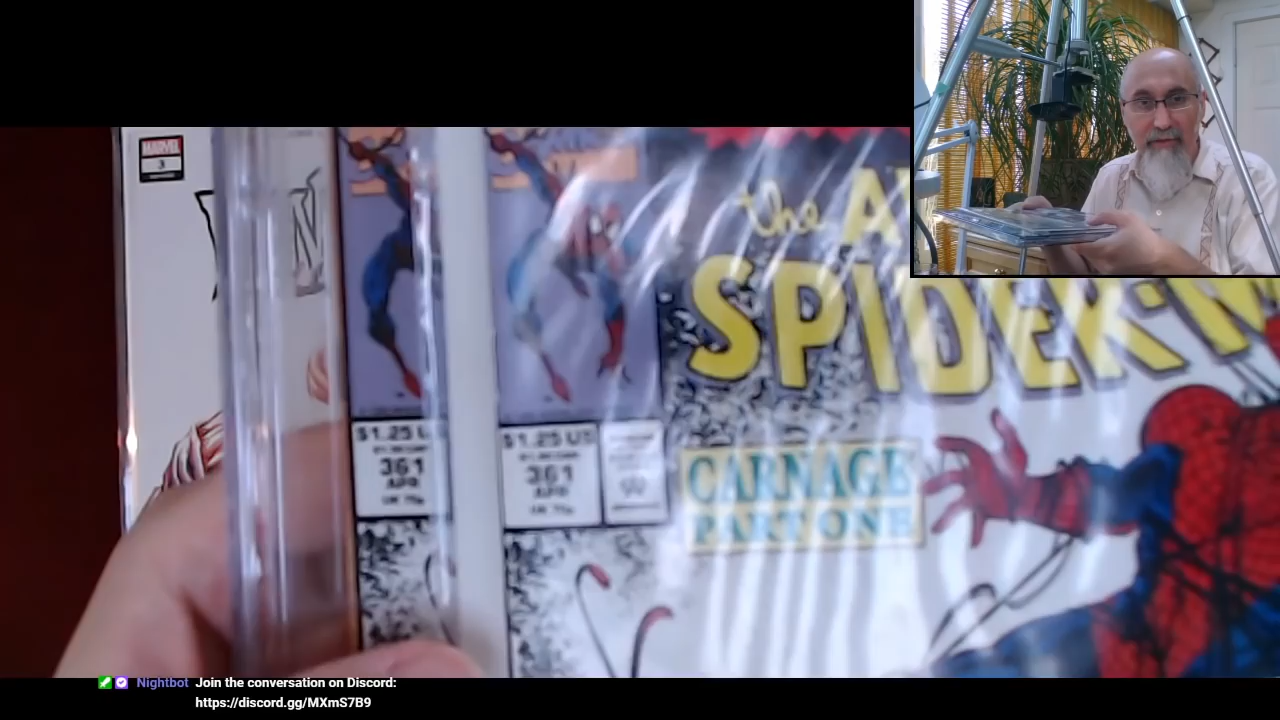 MARVEL
3
the A
SPIDER-M
$1.25 U
361
APR
$1.25 US
361
APR
CARNAGE
PART ONE
Nightbot Join the conversation on Discord:
https://discord.gg/MXmS7B9